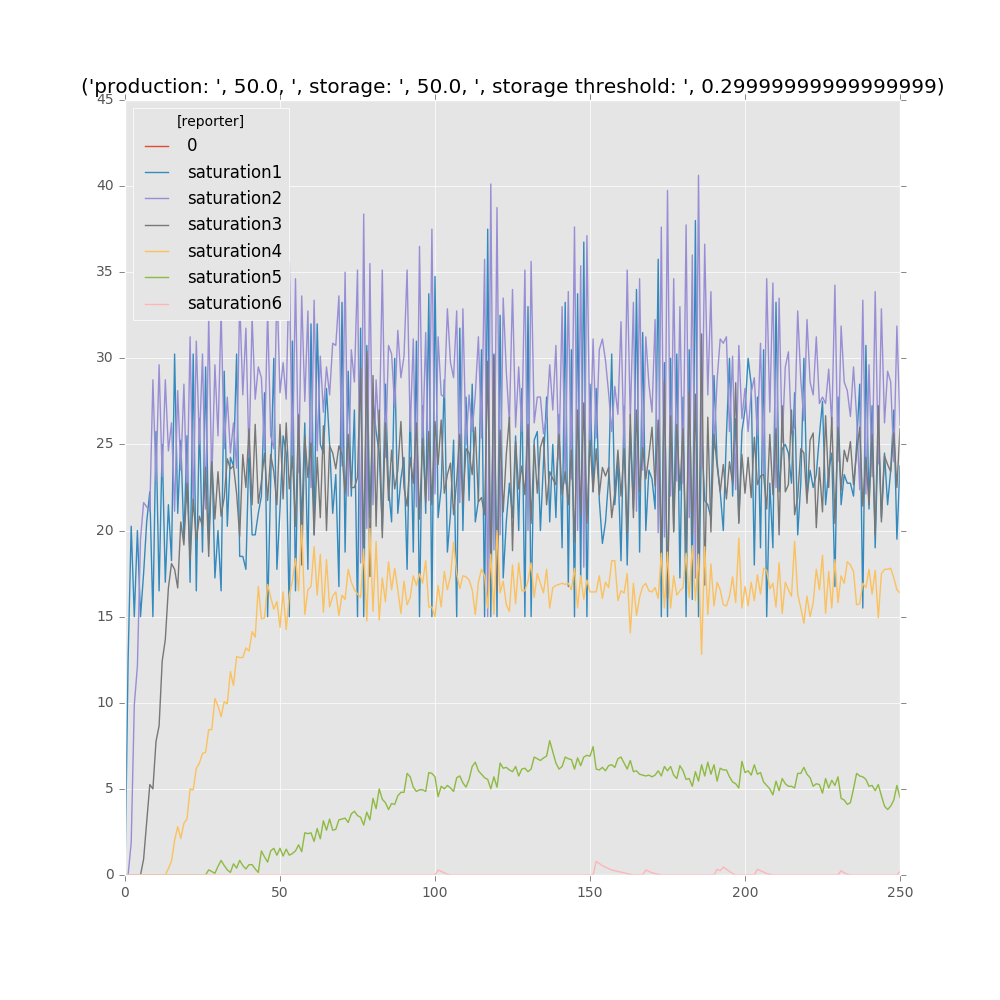 ('production: ', 50.0, ', storage: ', 50.0, ', storage threshold: ', 0.29999999999999999)
45
40
35
30
25
20
15
10
5
0
[reporter]
0
saturation1
saturation2
saturation3
saturation4
saturation5
saturation6
0 50 100 150 200 250